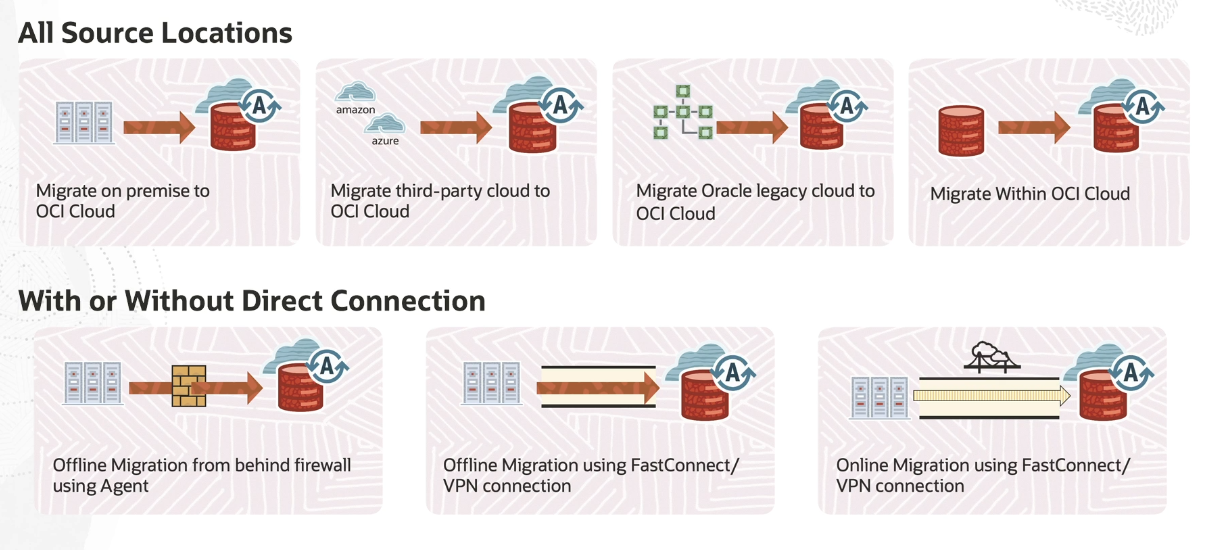 All Source Locations
A
amazon
azure
A
A
A
Migrate on premise to
OCI Cloud
Migrate third-party cloud to
OCI Cloud
Migrate Oracle legacy cloud to
OCI Cloud
Migrate Within OCI Cloud
With or Without Direct Connection
A
A
A
Offline Migration from behind firewall
using Agent
Offline Migration using FastConnect/
VPN connection
Online Migration using FastConnect/
VPN connection